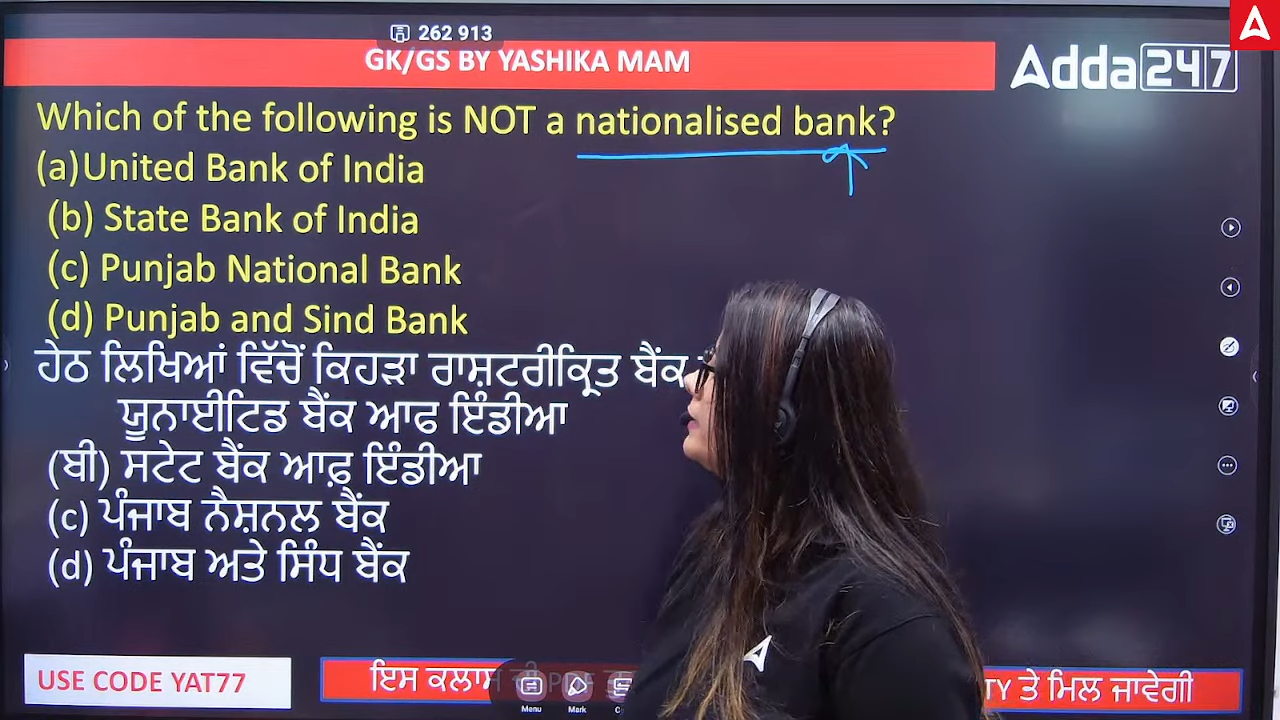 262 913
GK/GS BY YASHIKA MAM
Adda247
Which of the following is NOT a nationalised bank?
(a)United Bank of India
(b) State Bank of India
(c) Punjab National Bank
(d) Punjab and Sind Bank
ਹੇਠ ਲਿਖਿਆਂ ਵਿੱਚੋਂ ਕਿਹੜਾ ਰਾਸ਼ਟਰੀਕ੍ਰਿਤ ਬੈਂਕ
ਯੂਨਾਈਟਿਡ ਬੈਂਕ ਆਫ ਇੰਡੀਆ
(ਬੀ) ਸਟੇਟ ਬੈਂਕ ਆਫ਼ ਇੰਡੀਆ
(c) ਪੰਜਾਬ ਨੈਸ਼ਨਲ ਬੈਂਕ
(d) ਪੰਜਾਬ ਅਤੇ ਸਿੰਧ ਬੈਂਕ
USE CODE YAT77
ਇਸ ਕਲਾਸ TY ਤੇ ਮਿਲ ਜਾਵੇਗੀ
Menu Mark